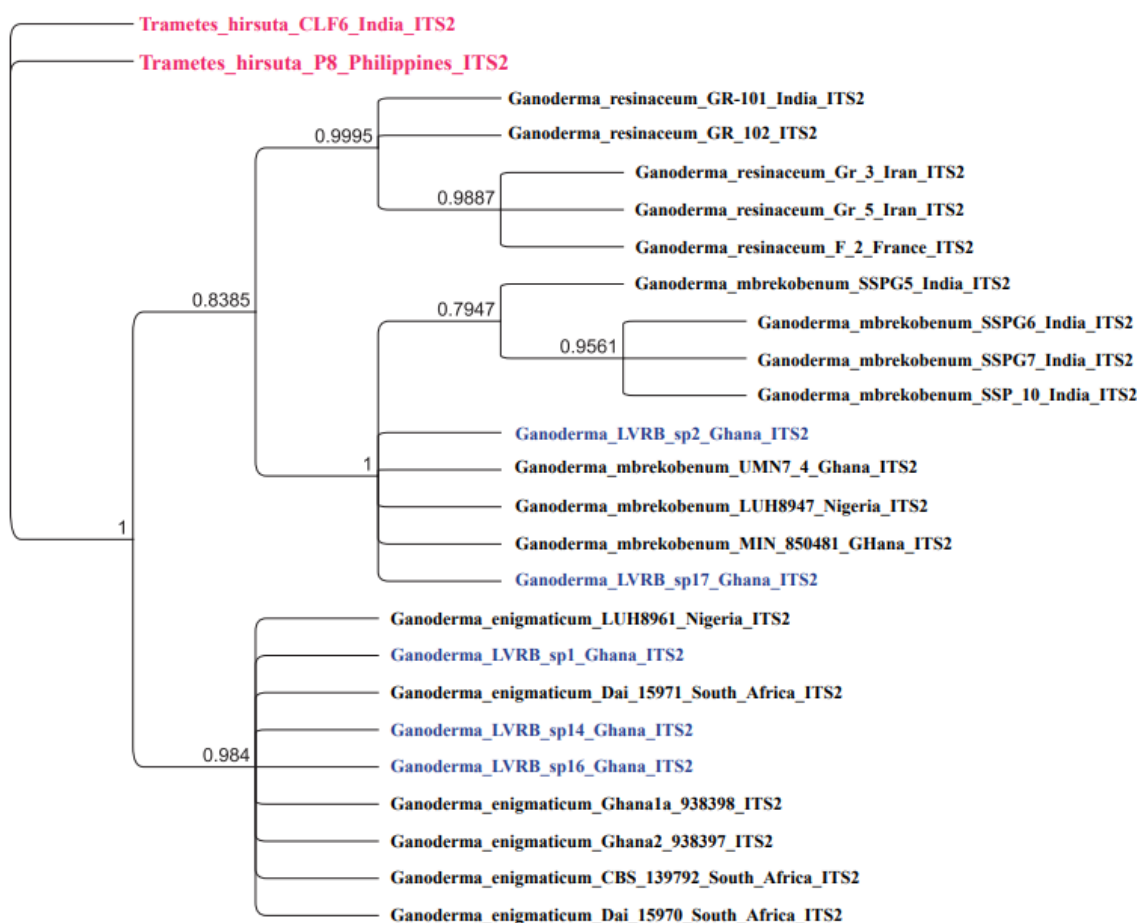 Trametes_hirsuta_CLF6_India_ITS2
Trametes_hirsuta_P8_Philippines_ITS2
Ganoderma_resinaceum_GR-101_India_ITS2
0.9995
Ganoderma_resinaceum_GR_102_ITS2
Ganoderma_resinaceum_Gr_3_Iran_ITS2
0.9887
Ganoderma_resinaceum_Gr_5_Iran_ITS2
Ganoderma_resinaceum_F_2_France_ITS2
0.8385
Ganoderma_mbrekobenum_SSPG5_India_ITS2
0.7947
Ganoderma_mbrekobenum_SSPG6_India_ITS2
0.9561
Ganoderma_mbrekobenum_SSPG7_India_ITS2
Ganoderma_mbrekobenum_SSP_10_India_ITS2
Ganoderma_LVRB_sp2_Ghana_ITS2
1
Ganoderma_mbrekobenum_UMN7_4_Ghana_ITS2
Ganoderma_mbrekobenum_LUH8947_Nigeria_ITS2
1
Ganoderma_mbrekobenum_MIN_850481_GHana_ITS2
Ganoderma_LVRB_sp17_Ghana_ITS2
Ganoderma_enigmaticum_LUH8961_Nigeria_ITS2
Ganoderma_LVRB_sp1_Ghana_ITS2
Ganoderma_enigmaticum_Dai_15971_South_Africa_ITS2
Ganoderma_LVRB_sp14_Ghana_ITS2
0.984
Ganoderma_LVRB_sp16_Ghana_ITS2
Ganoderma_enigmaticum_Ghana1a_938398_ITS2
Ganoderma_enigmaticum_Ghana2_938397_ITS2
Ganoderma_enigmaticum_CBS_139792_South_Africa_ITS2
Ganoderma_enigmaticum_Dai_15970_South_Africa_ITS2